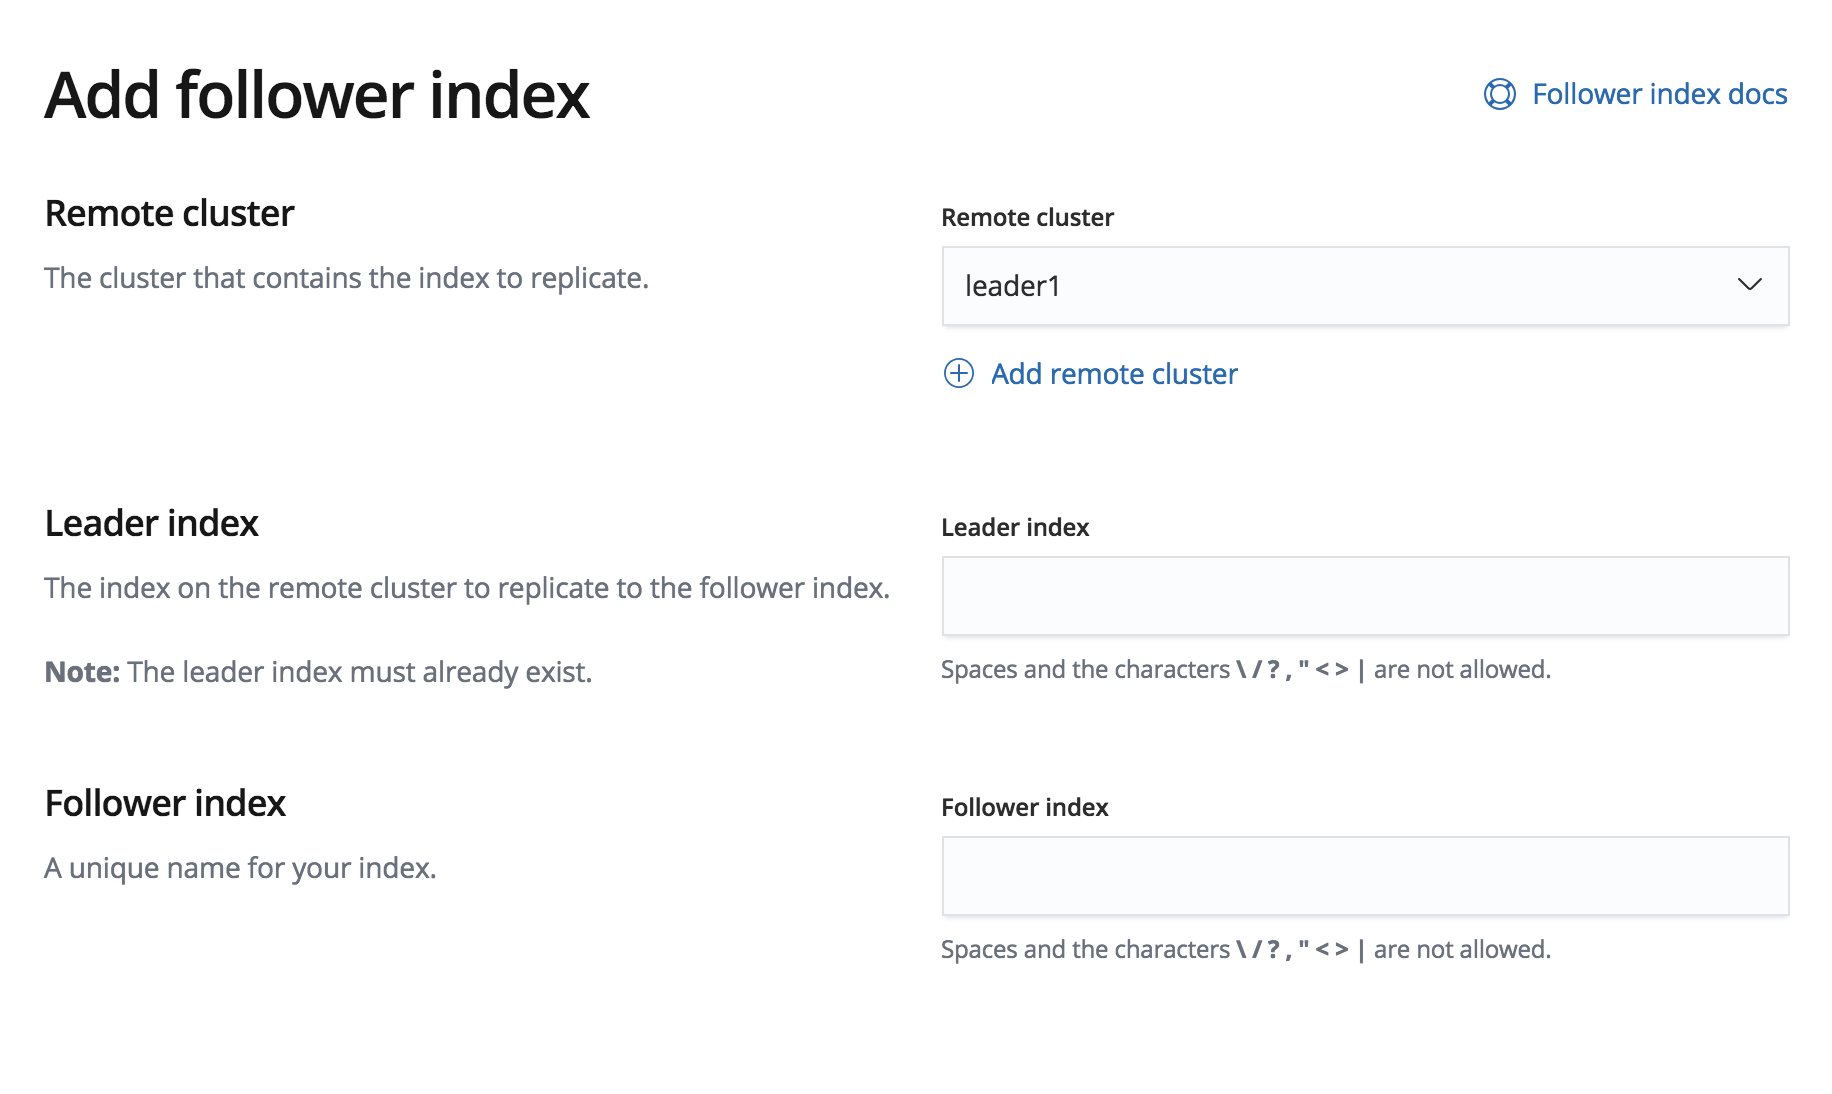 Add follower index
Follower index docs
Remote cluster
The cluster that contains the index to replicate.
Remote cluster
leader1
Add remote cluster
Leader index
The index on the remote cluster to replicate to the follower index.
Note: The leader index must already exist.
Leader index
Spaces and the characters \ / ? , " < > | are not allowed.
Follower index
A unique name for your index.
Follower index
Spaces and the characters \ / ? , " < > | are not allowed.